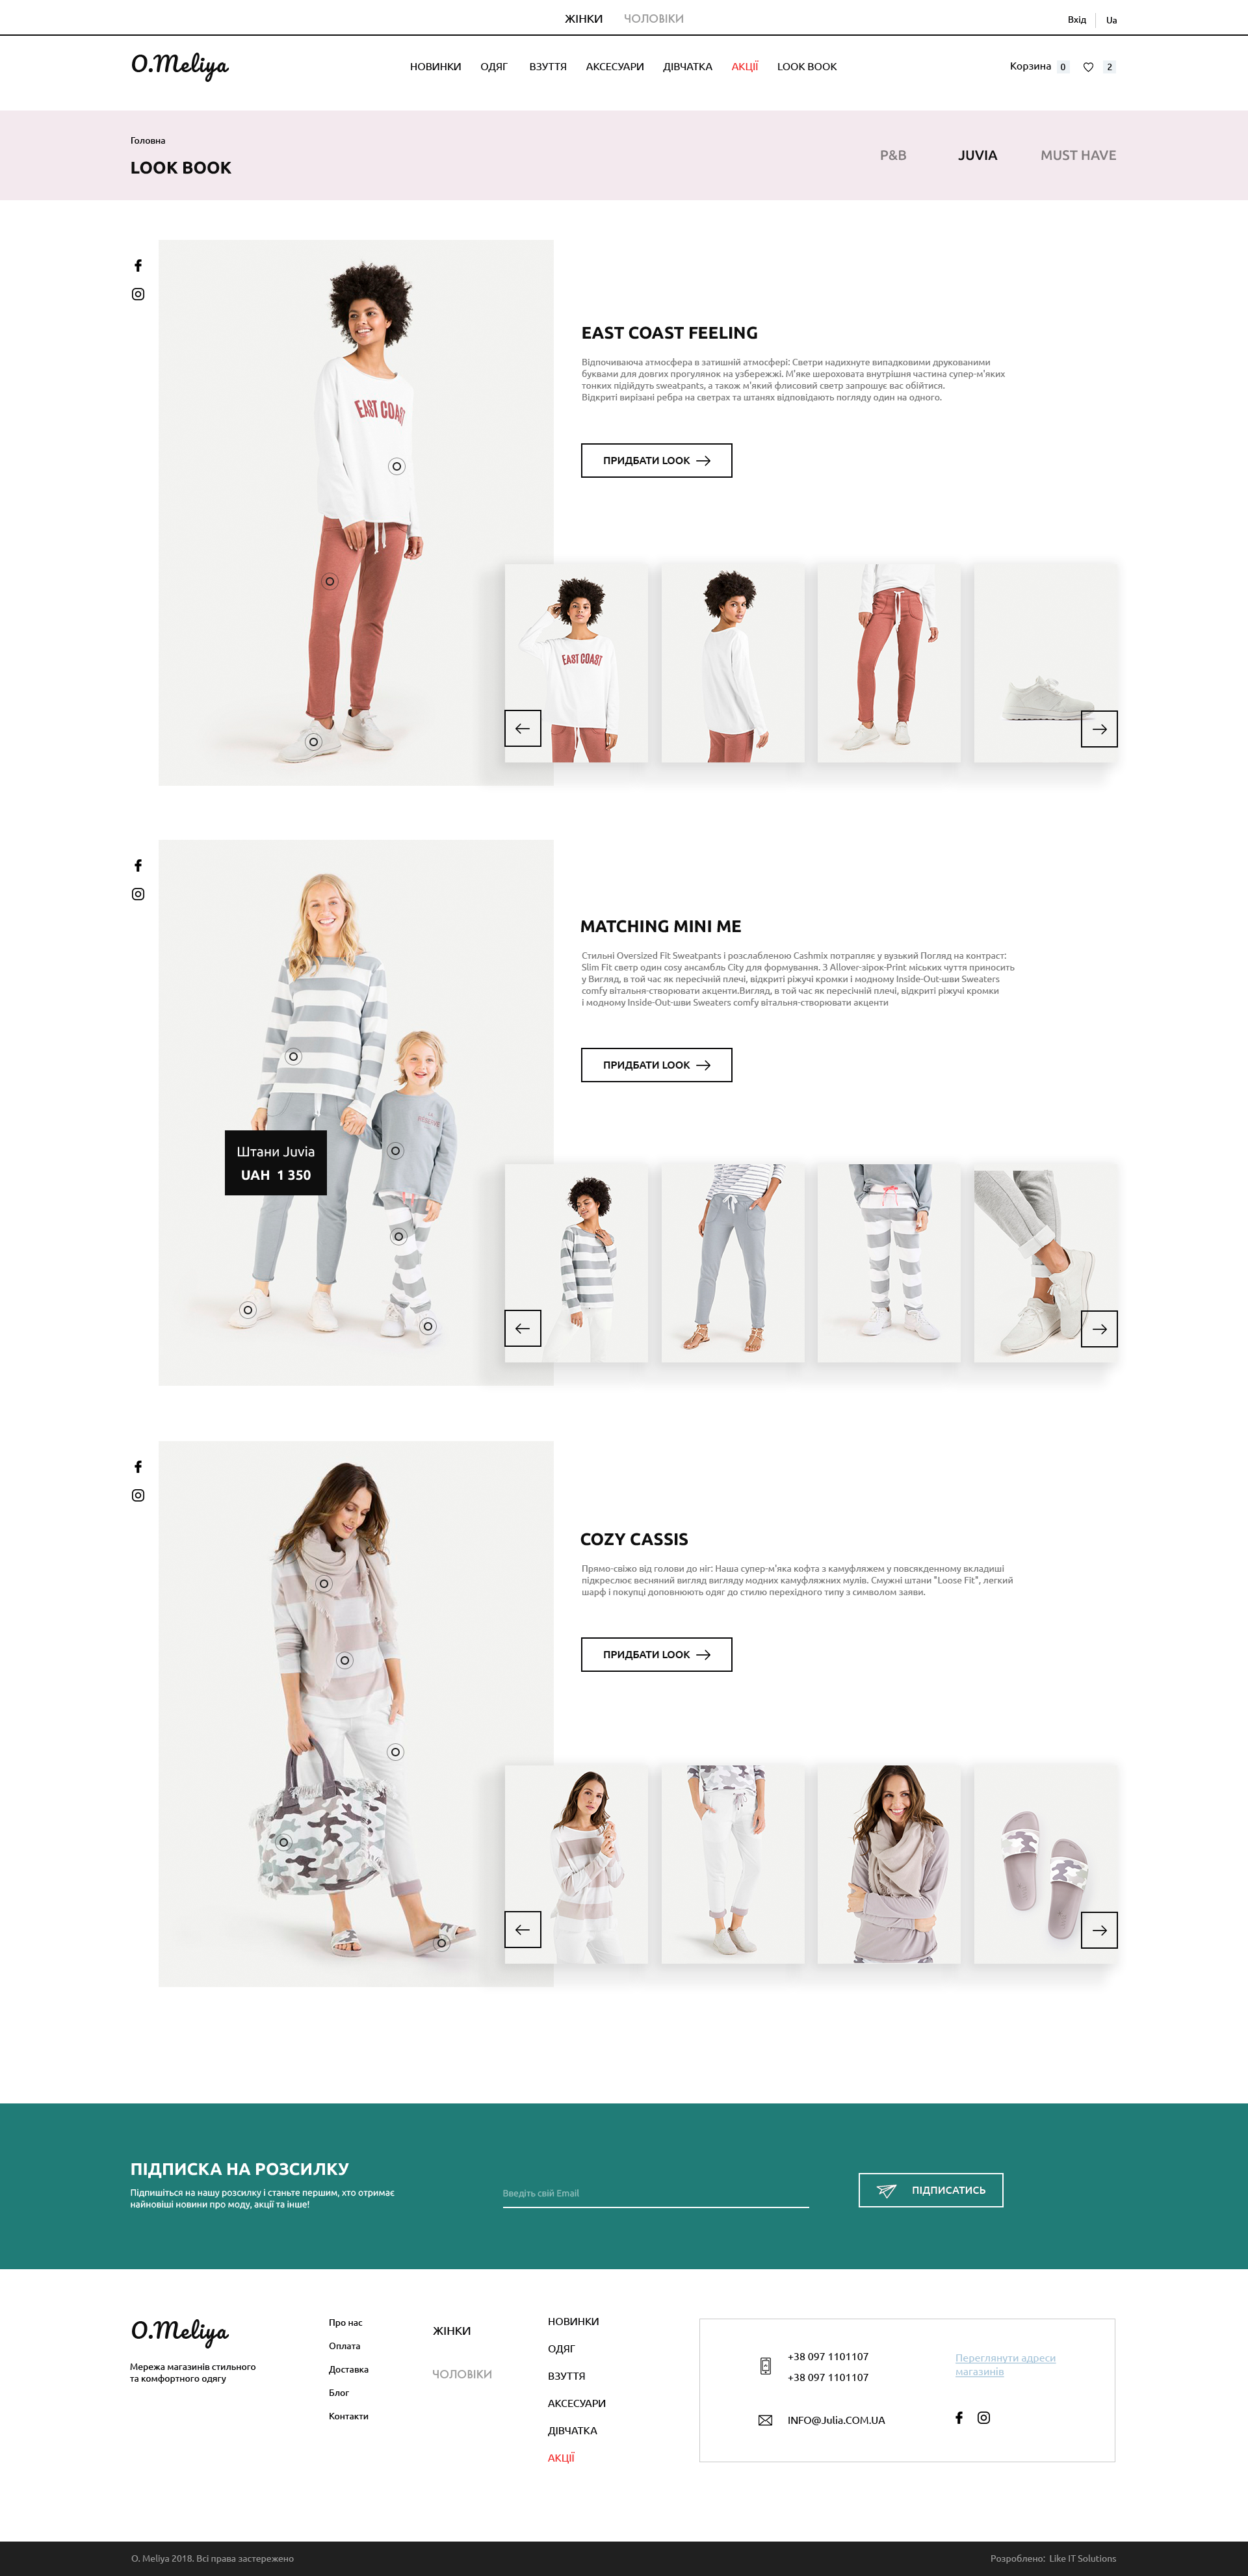 ЖІНКИ ЧОЛОВІКИ
Вхід Ua
O.Meliya
НОВИНКИ ОДЯГ ВЗУТТЯ АКСЕСУАРИ ДІВЧАТКА АКЦІЇ LOOK BOOK
Корзина 0 2
Головна
LOOK BOOK
P&B JUVIA MUST HAVE
EAST COAST
EAST COAST FEELING
Відпочиваюча атмосфера в затишній атмосфері: Светри надихнуте випадковими друкованими
буквами для довгих прогулянок на узбережжі. М'яке шероховата внутрішня частина супер-м'яких
тонких підійдуть sweatpants, а також м'який флисовий светр запрошує вас обійтися.
Відкриті вирізані ребра на светрах та штанях відповідають погляду один на одного.
ПРИДБАТИ LOOK
EAST COAST
MATCHING MINI ME
Стильні Oversized Fit Sweatpants і розслабленою Cashmix потрапляє у вузький Погляд на контраст:
Slim Fit светр один cosy ансамбль City для формування. З Allover-зірок-Print міських чуття приносить
у Вигляд, в той час як пересічній плечі, відкриті ріжучі кромки і модному Inside-Out-шви Sweaters
comfy вітальня-створювати акценти.Вигляд, в той час як пересічній плечі, відкриті ріжучі кромки
і модному Inside-Out-шви Sweaters comfy вітальня-створювати акценти
ПРИДБАТИ LOOK
Штани Juvia
UAH 1 350
COZY CASSIS
Прямо-свіжо від голови до ніг: Наша супер-м'яка кофта з камуфляжем у повсякденному вкладиші
підкреслює весняний вигляд вигляду модних камуфляжних мулів. Смужні штани "Loose Fit", легкий
шарф і покупці доповнюють одяг до стилю перехідного типу з символом заяви.
ПРИДБАТИ LOOK
ПІДПИСКА НА РОЗСИЛКУ
Підпишіться на нашу розсилку і станьте першим, хто отримає
найновіші новини про моду, акції та інше!
Введіть свій Email
ПІДПИСАТИСЬ
O.Meliya
Мережа магазинів стильного
та комфортного одягу
Про нас
Оплата
Доставка
Блог
Контакти
ЖІНКИ
ЧОЛОВІКИ
НОВИНКИ
ОДЯГ
ВЗУТТЯ
АКСЕСУАРИ
ДІВЧАТКА
АКЦІЇ
+38 097 1101107
+38 097 1101107
INFO@Julia.COM.UA
Переглянути адреси
магазинів
O. Meliya 2018. Всі права застережено
Розроблено: Like IT Solutions